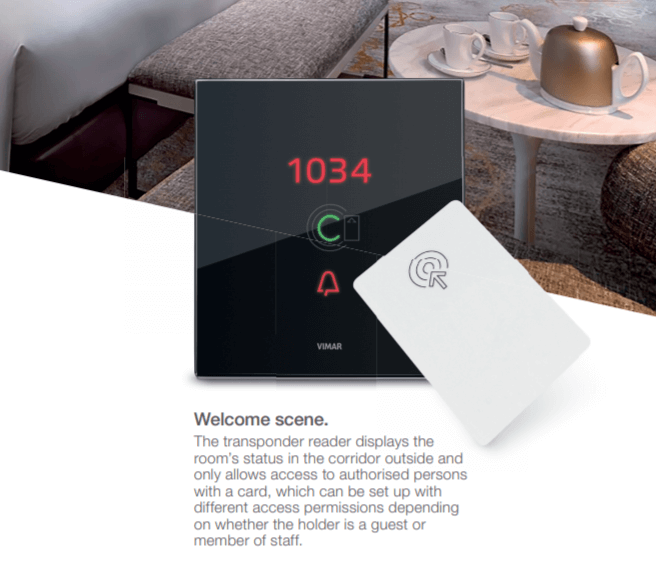 1034
VIMAR
Welcome scene.
The transponder reader displays the
room's status in the corridor outside and
only allows access to authorised persons
with a card, which can be set up with
different access permissions depending
on whether the holder is a guest or
member of staff.